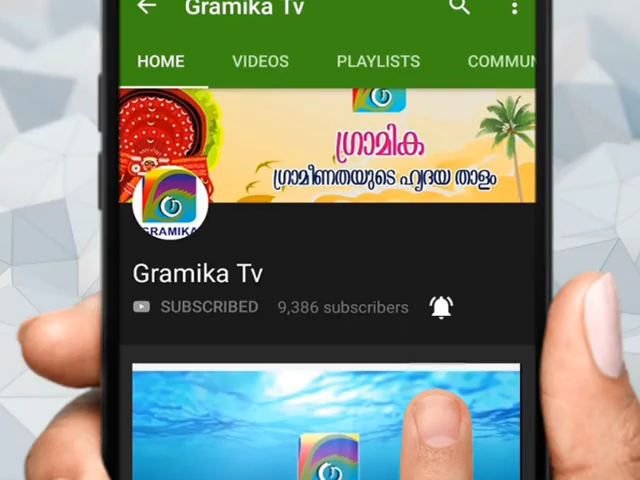 Gramika Tv
HOME VIDEOS PLAYLISTS COMMUN
ഗ്രാമിക
ഗ്രാമീണതയുടെ ഹൃദയ താളം
GRAMIKA
Gramika Tv
SUBSCRIBED 9,386 subscribers